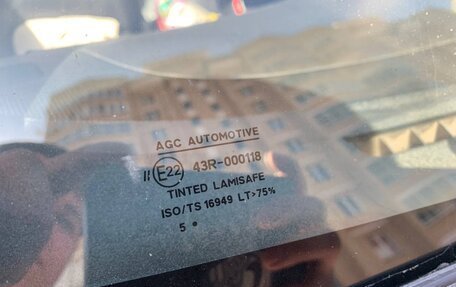 AGC AUTOMOTIVE
II E22 43R-000118
TINTED LAMISAFE
ISO/TS 16949 LT>75%
5 •